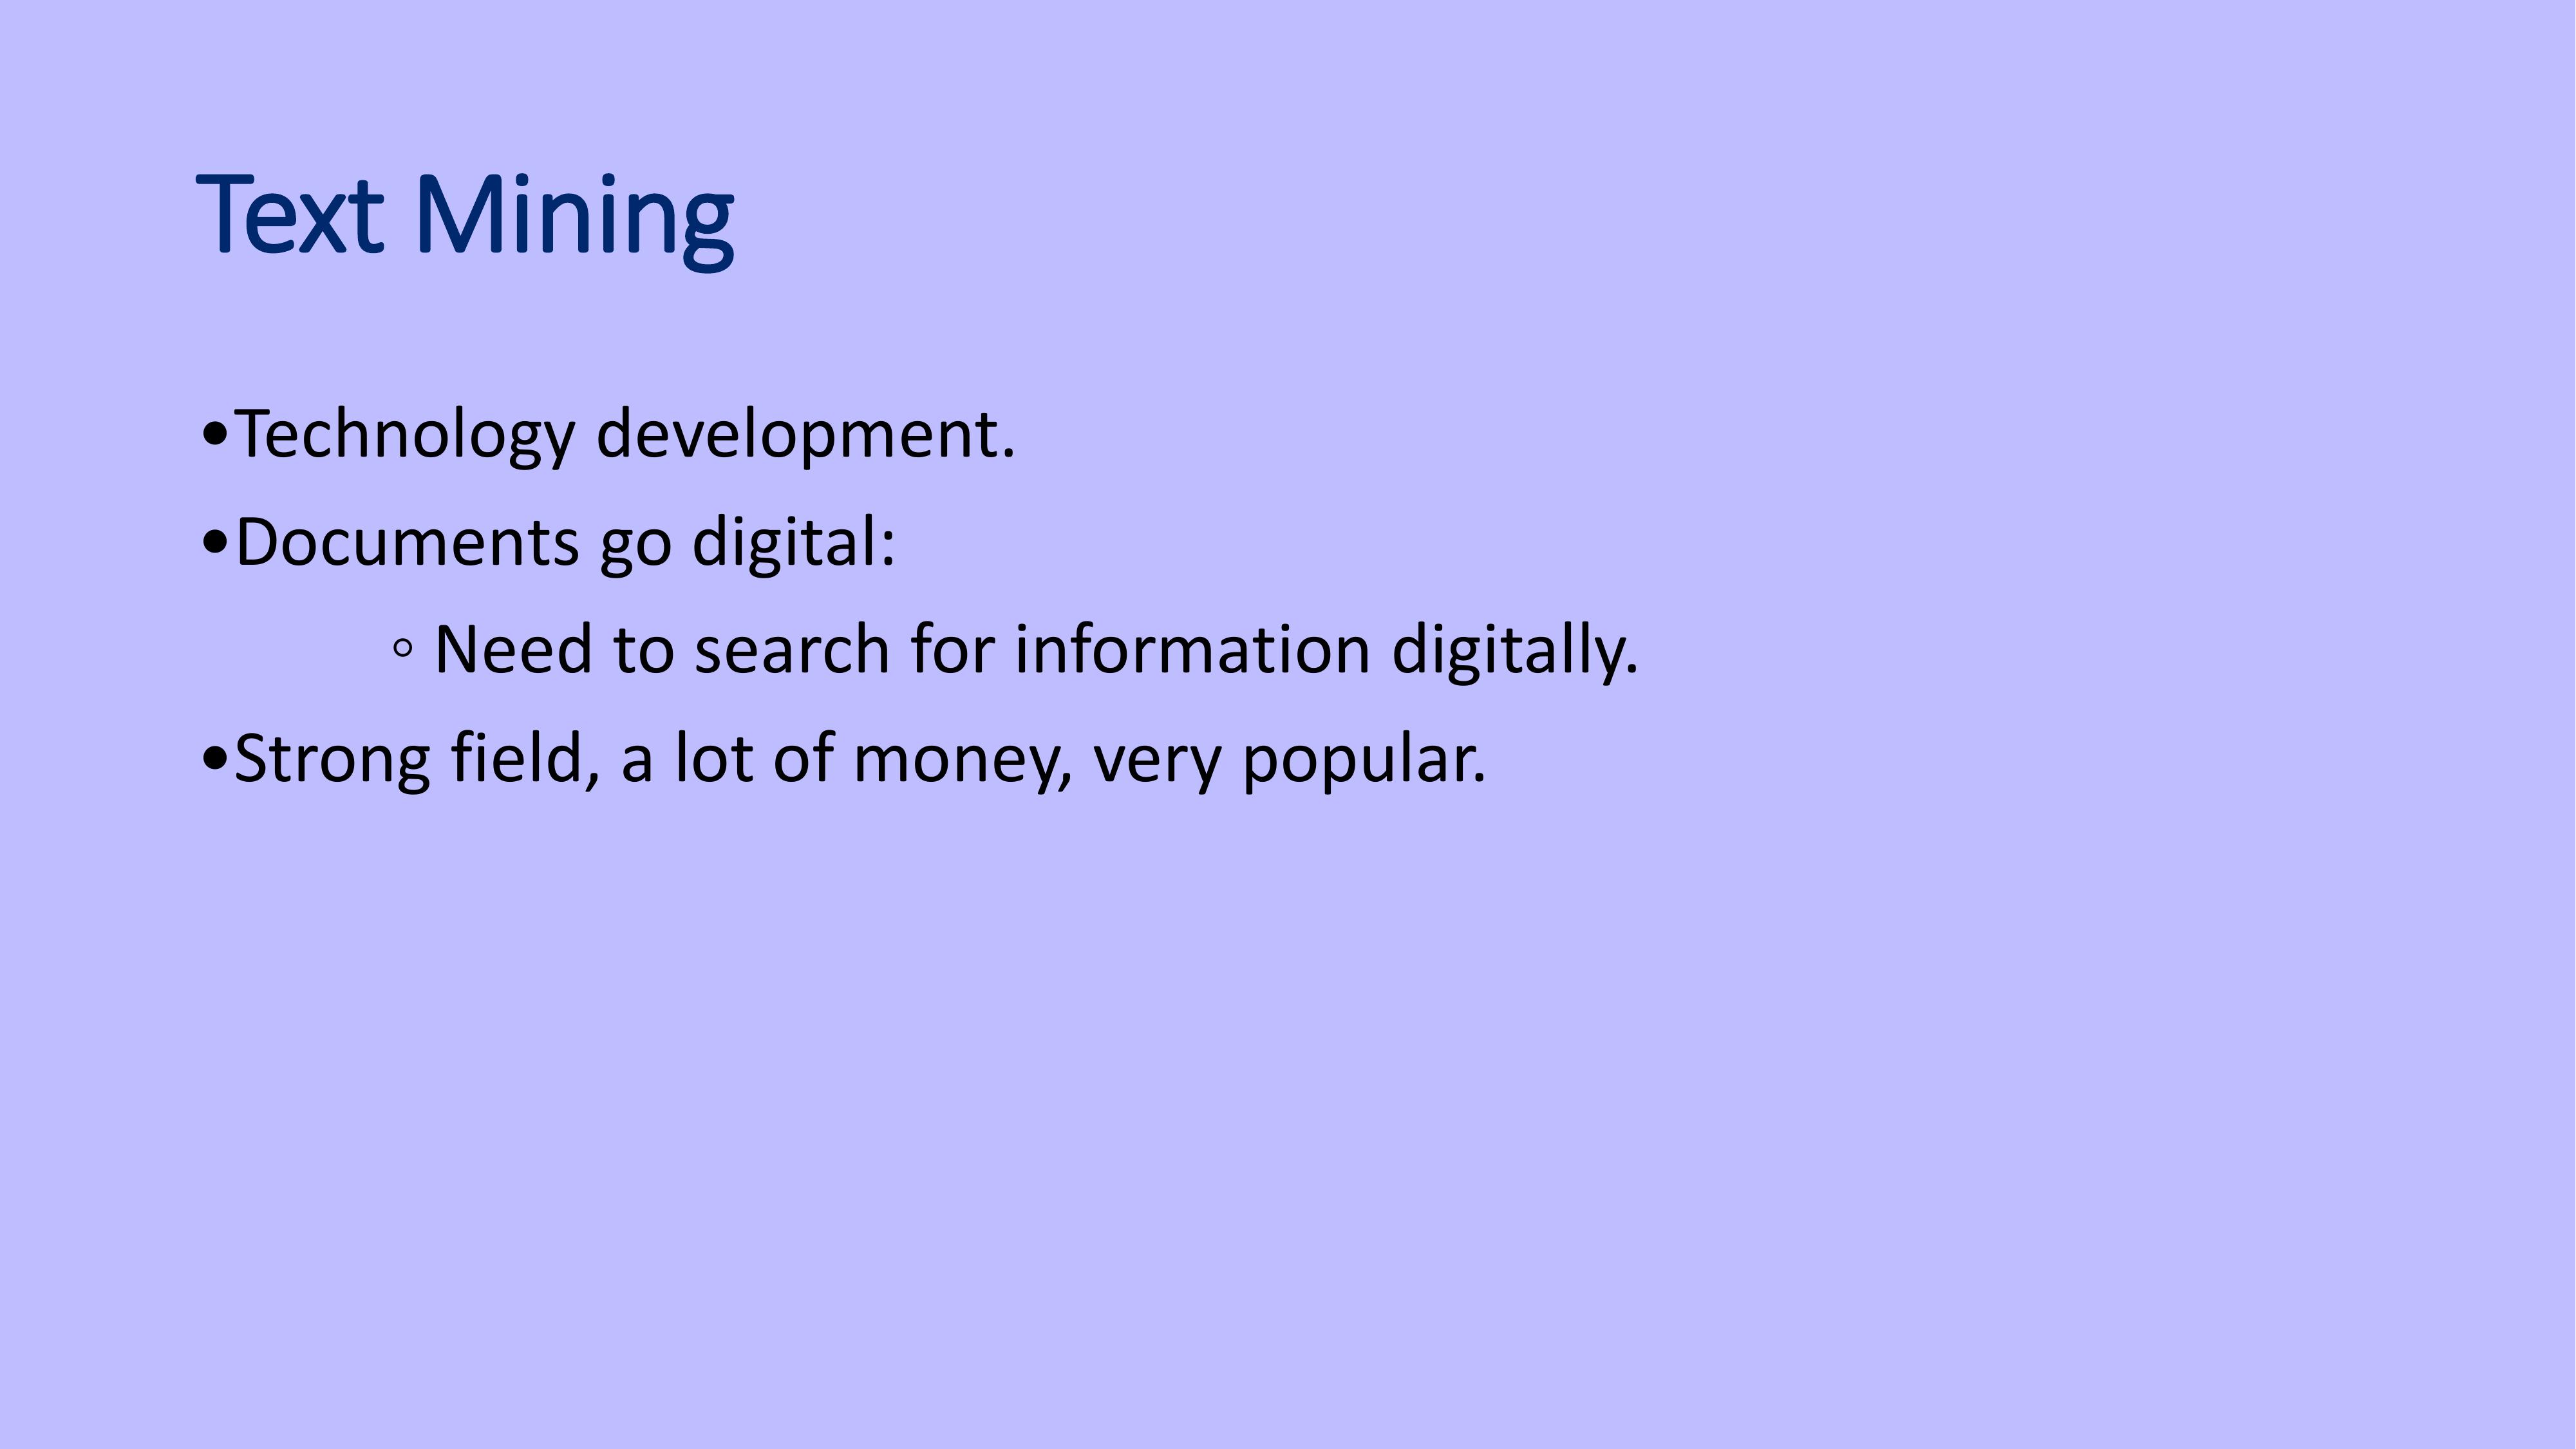 Text Mining
•Technology development.
•Documents go digital:
◦ Need to search for information digitally.
•Strong field, a lot of money, very popular.